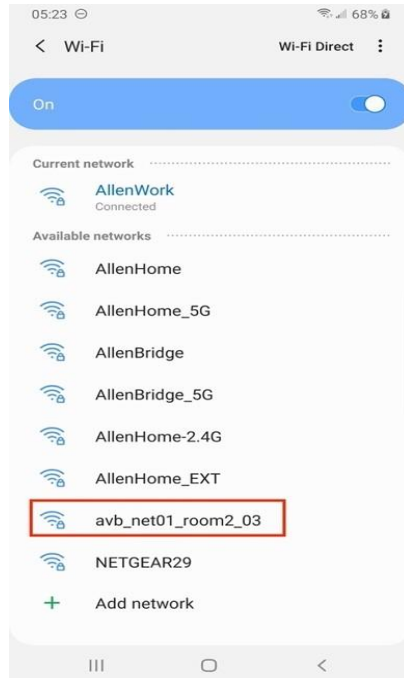 05:23 68%
Wi-Fi Wi-Fi Direct
On
Current network
AllenWork
Connected
Available networks
AllenHome
AllenHome_5G
AllenBridge
AllenBridge_5G
AllenHome-2.4G
AllenHome_EXT
avb_net01_room2_03
NETGEAR29
Add network